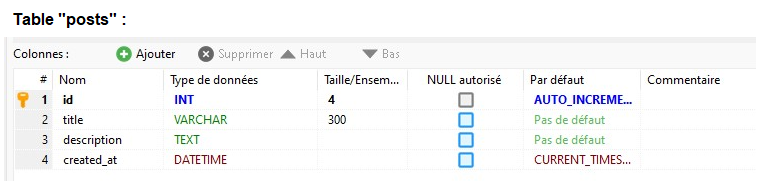 Table "posts" :
Colonnes : Ajouter Supprimer Haut Bas
# Nom Type de données Taille/Ensem... NULL autorisé Par défaut Commentaire
1 id INT 4 AUTO_INCREME...
2 title VARCHAR 300 Pas de défaut
3 description TEXT Pas de défaut
4 created_at DATETIME CURRENT_TIMES...